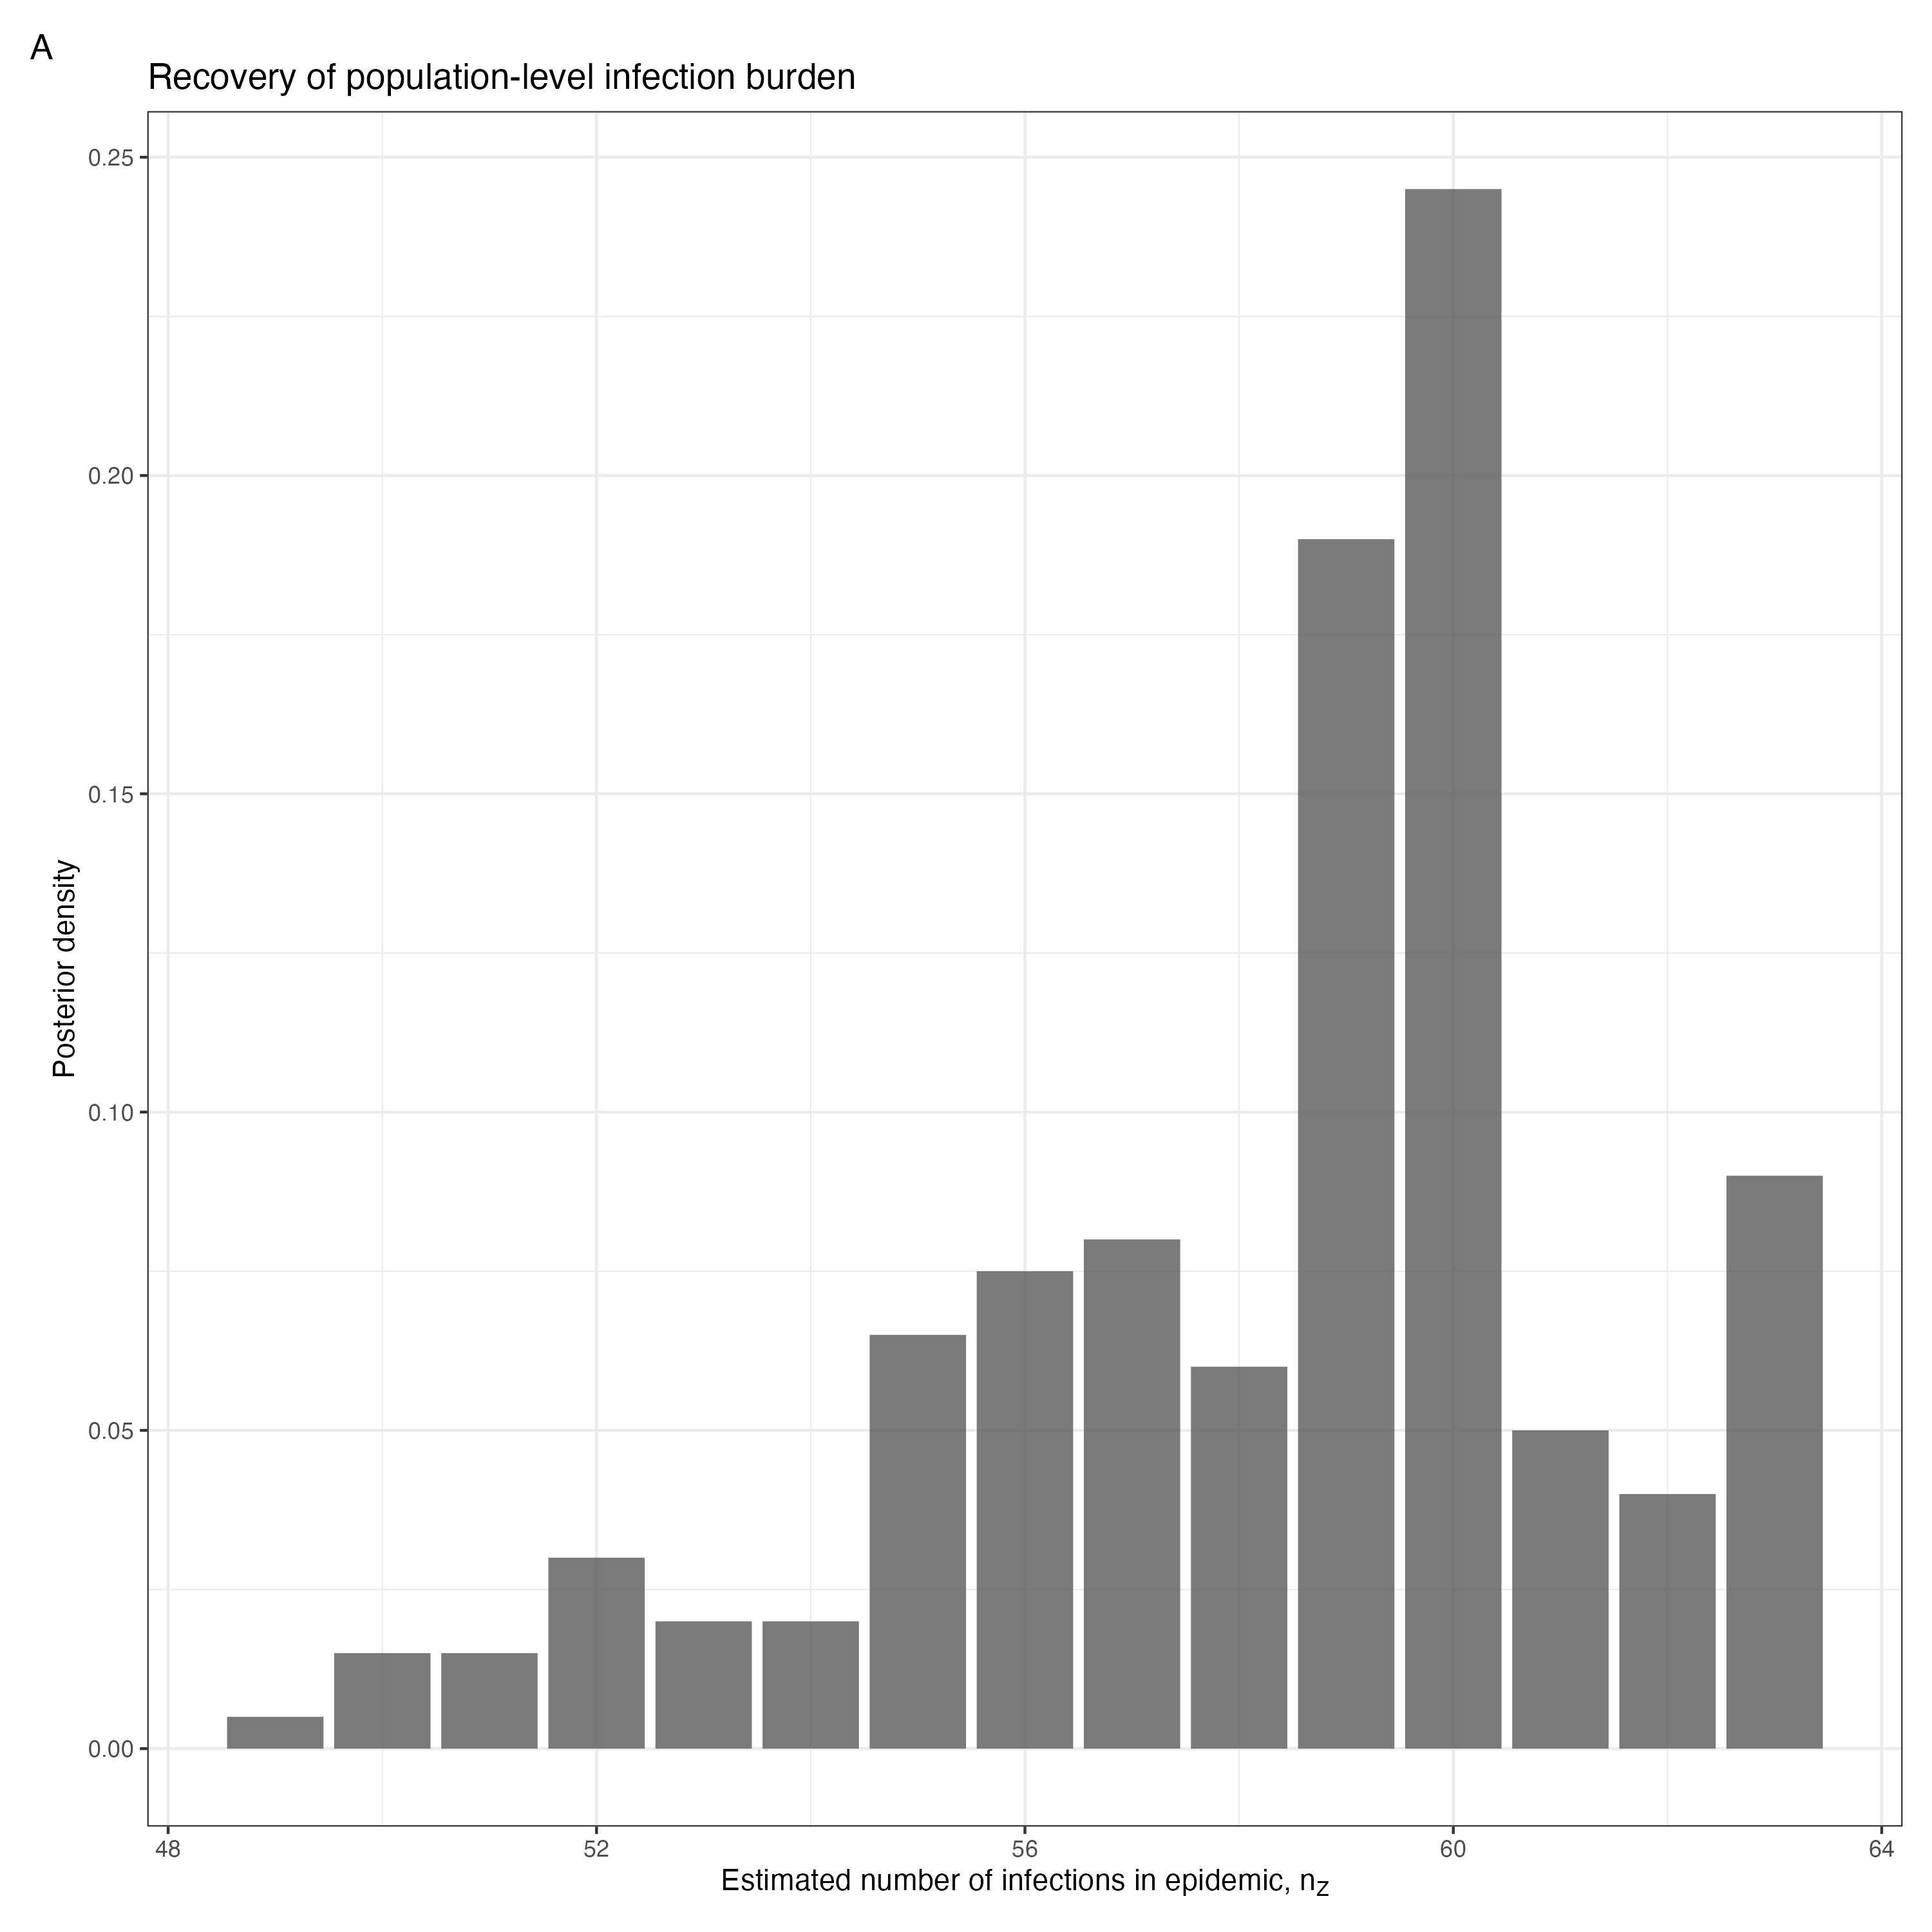 A
Recovery of population-level infection burden
Posterior density
0.25
0.20
0.15
0.10
0.05
0.00
48 52 56 60 64
Estimated number of infections in epidemic, nz